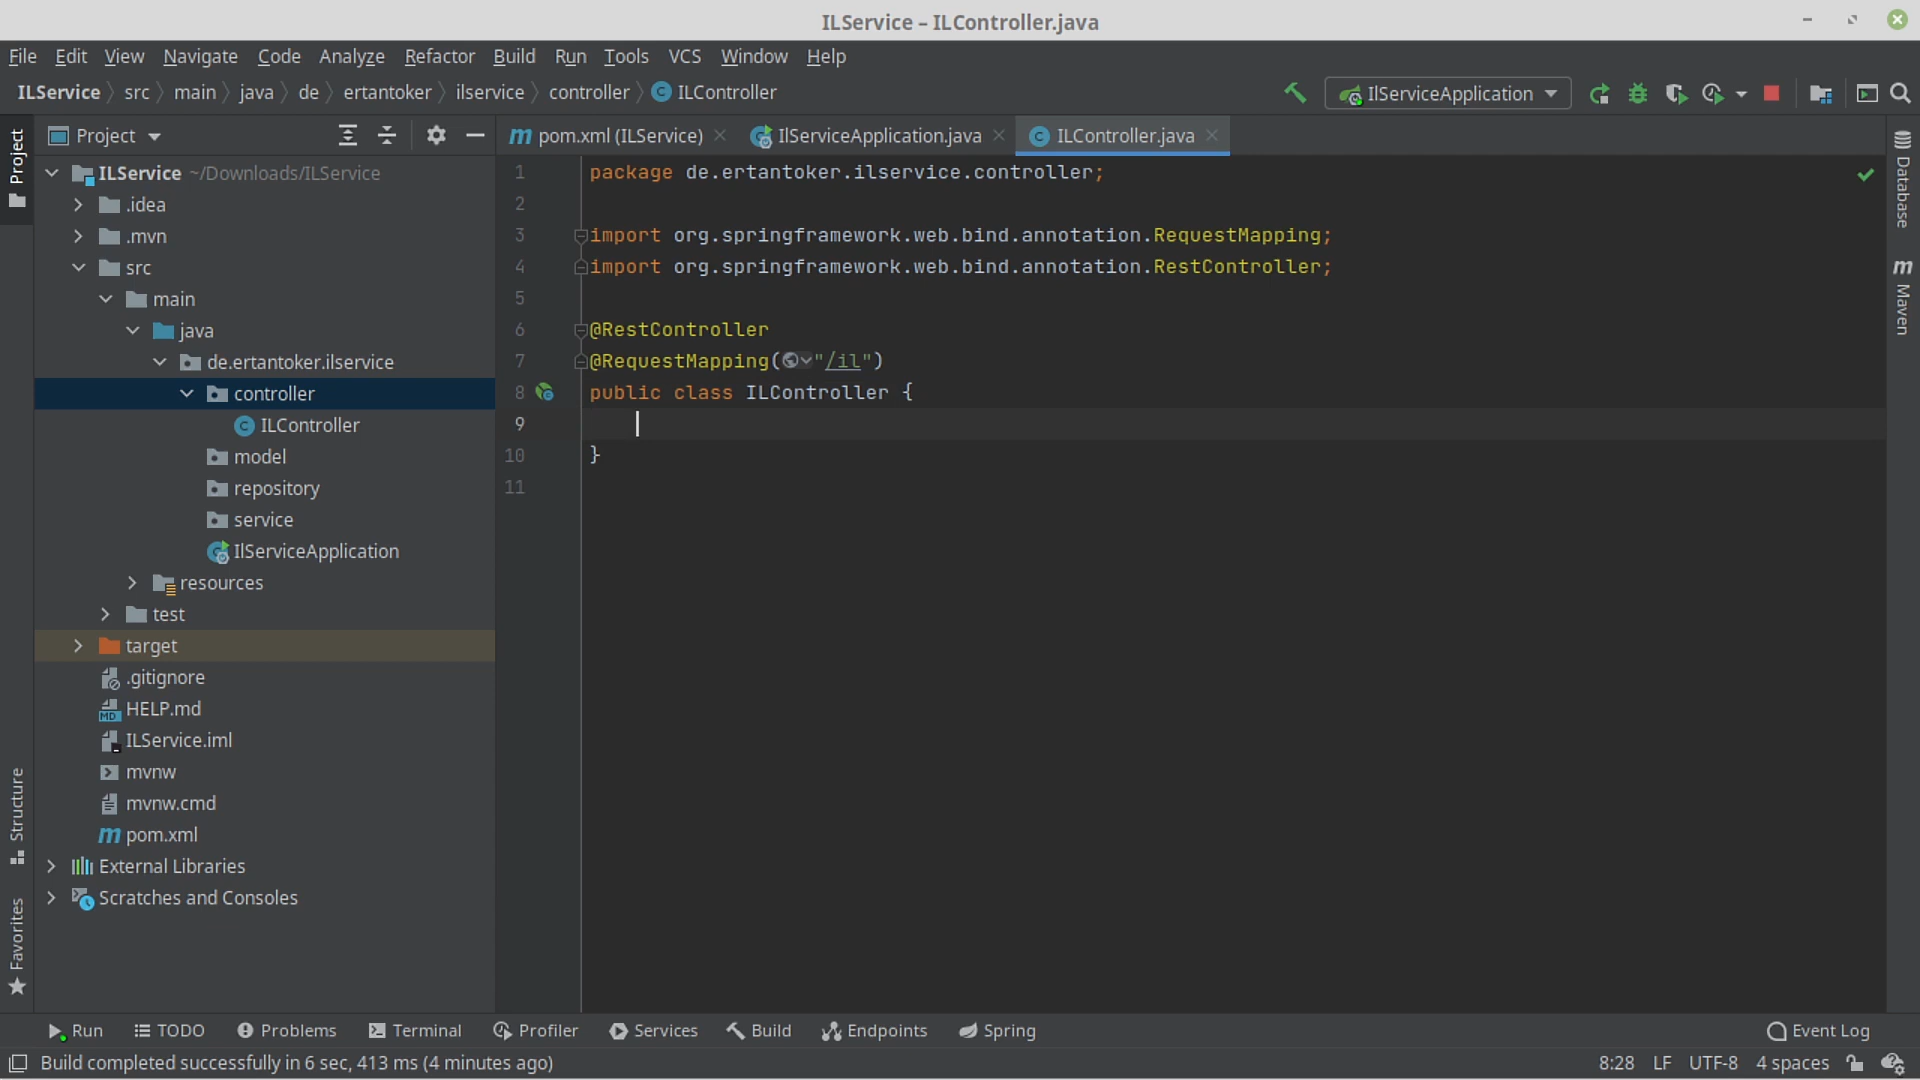 ILService – ILController.java
File Edit View Navigate Code Analyze Refactor Build Run Tools VCS Window Help
ILService src main java de ertantoker ilservice controller ILController IlServiceApplication
Project
Project
pom.xml (ILService) IlServiceApplication.java ILController.java
ILService ~/Downloads/ILService
.idea
.mvn
src
main
java
de.ertantoker.ilservice
controller
ILController
model
repository
service
IlServiceApplication
resources
test
target
.gitignore
HELP.md
ILService.iml
mvnw
mvnw.cmd
pom.xml
External Libraries
Scratches and Consoles
Structure
Favorites
1 package de.ertantoker.ilservice.controller;
2
3 import org.springframework.web.bind.annotation.RequestMapping;
4 import org.springframework.web.bind.annotation.RestController;
5
6 @RestController
7 @RequestMapping("/il")
8 public class ILController {
9
10 }
11
Database
Maven
Run TODO Problems Terminal Profiler Services Build Endpoints Spring Event Log
Build completed successfully in 6 sec, 413 ms (4 minutes ago) 8:28 LF UTF-8 4 spaces